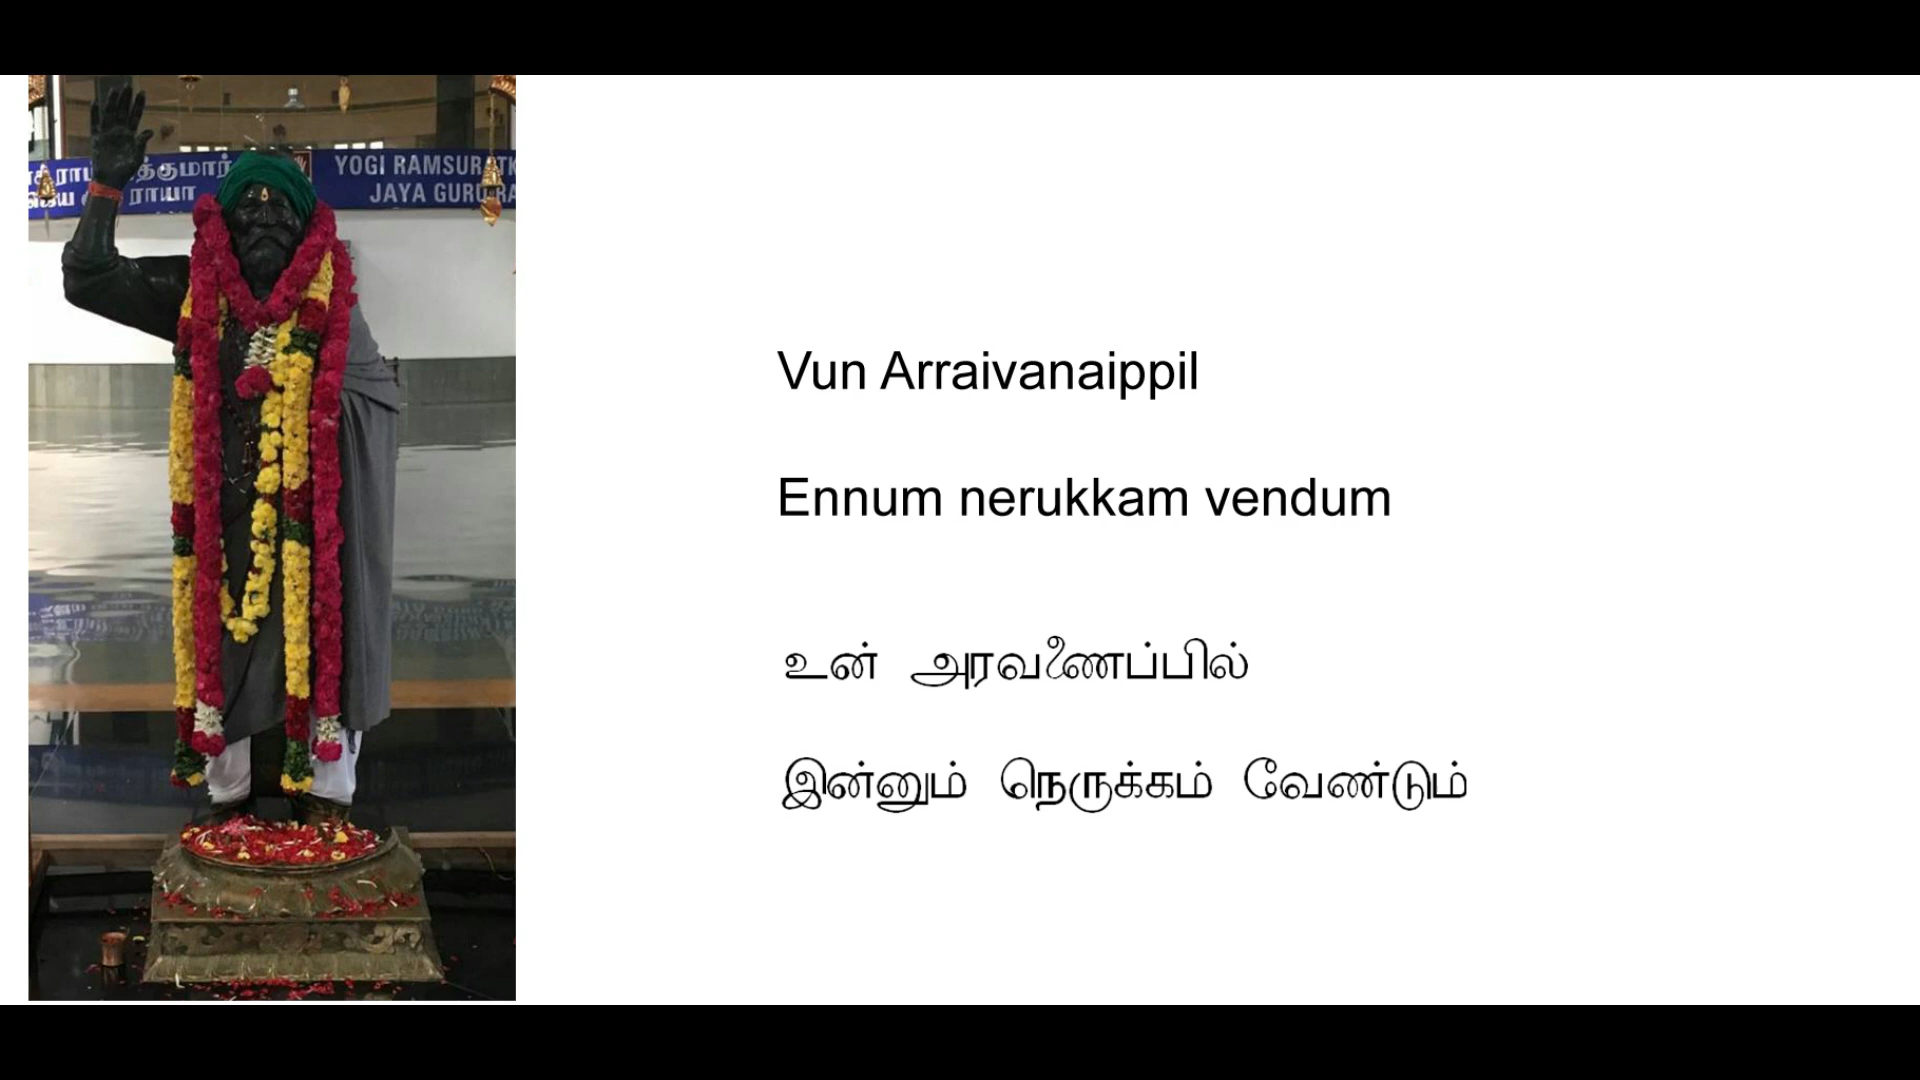 YOGI RAMSUR
JAYA GURU
ராயா
Vun Arraivanaippil
Ennum nerukkam vendum
உன் அரவணைப்பில்
இன்னும் நெருக்கம் வேண்டும்